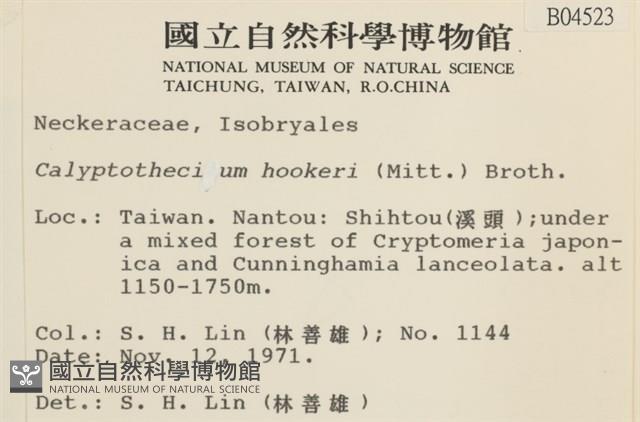 B04523
國立自然科學博物館
NATIONAL MUSEUM OF NATURAL SCIENCE
TAICHUNG, TAIWAN, R.O.CHINA
Neckeraceae, Isobryales
Calyptothecium hookeri (Mitt.) Broth.
Loc.: Taiwan. Nantou: Shihtou(溪頭);under
a mixed forest of Cryptomeria japon-
ica and Cunninghamia lanceolata. alt
1150-1750m.
Col.: S. H. Lin (林善雄); No. 1144
Date: Nov. 12, 1971.
國立自然科學博物館
NATIONAL MUSEUM OF NATURAL SCIENCE
Det.: S. H. Lin (林善雄)